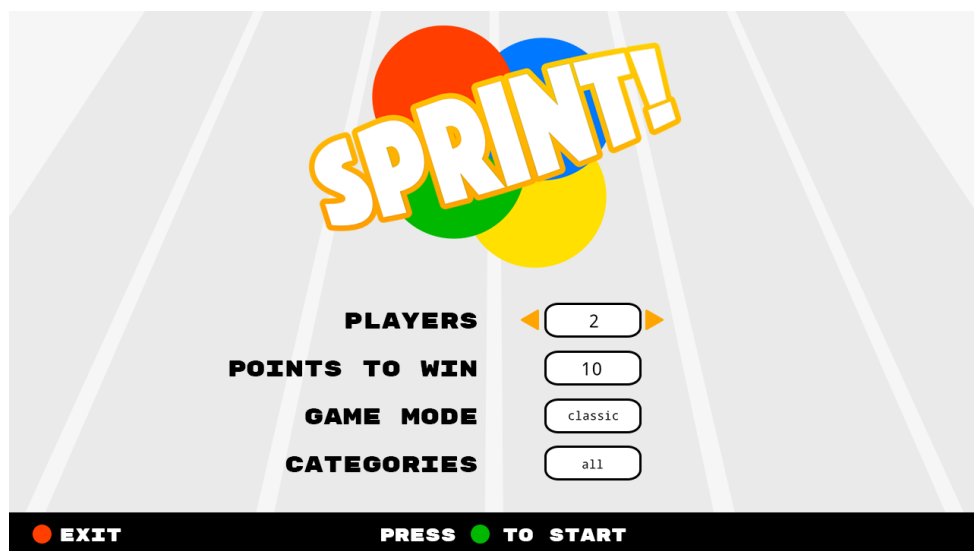 SPRINT!
PLAYERS 2
POINTS TO WIN 10
GAME MODE classic
CATEGORIES all
EXIT PRESS TO START